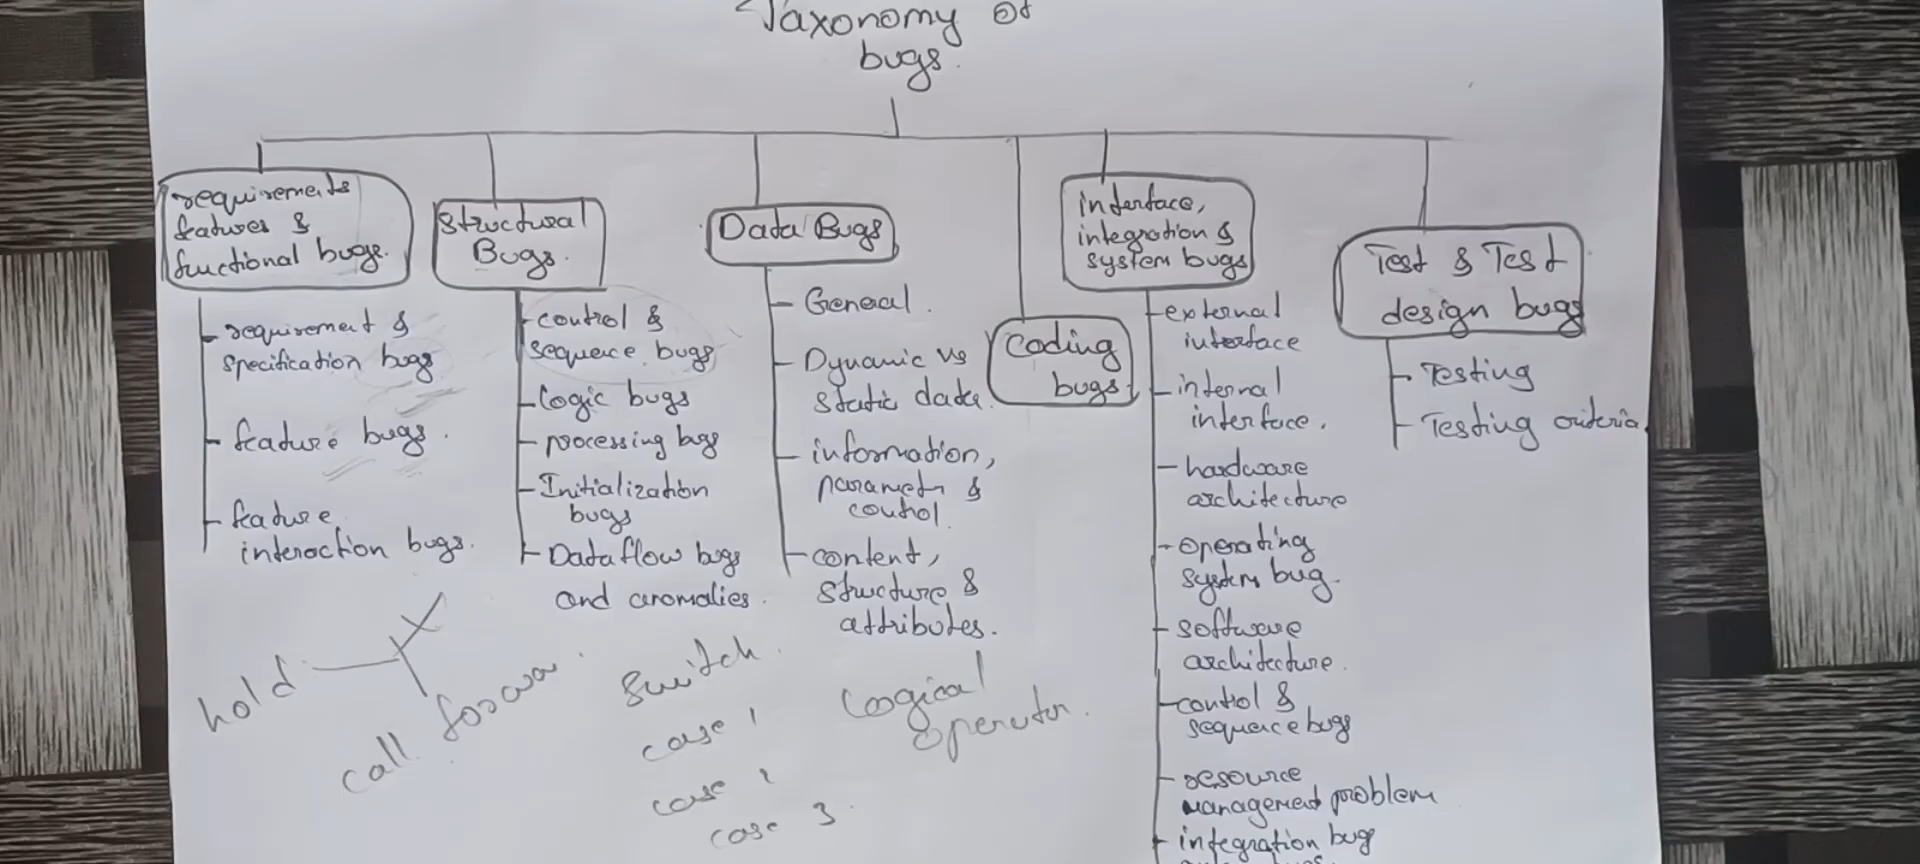 Taxonomy of
bugs.
requirements
features &
functional bugs.
requirement &
specification bugs
feature bugs.
feature
interaction bugs.
Structural
Bugs.
control &
sequence bugs
Logic bugs
processing bugs
Initialization
bugs
Dataflow bugs
and anomalies.
Data Bugs
General.
Dynamic vs
static data.
information,
parameter &
control.
content,
structure &
attributes.
Coding
bugs.
interface,
integration &
system bugs
external
interface
internal
interface.
hardware
architecture
operating
system bug.
software
architecture.
control &
sequence bugs
resource
management problem
integration bug
Test & Test
design bugs
Testing
Testing criteria.
hold
call
switch.
case 1
case
case 3.
Logical
operator.